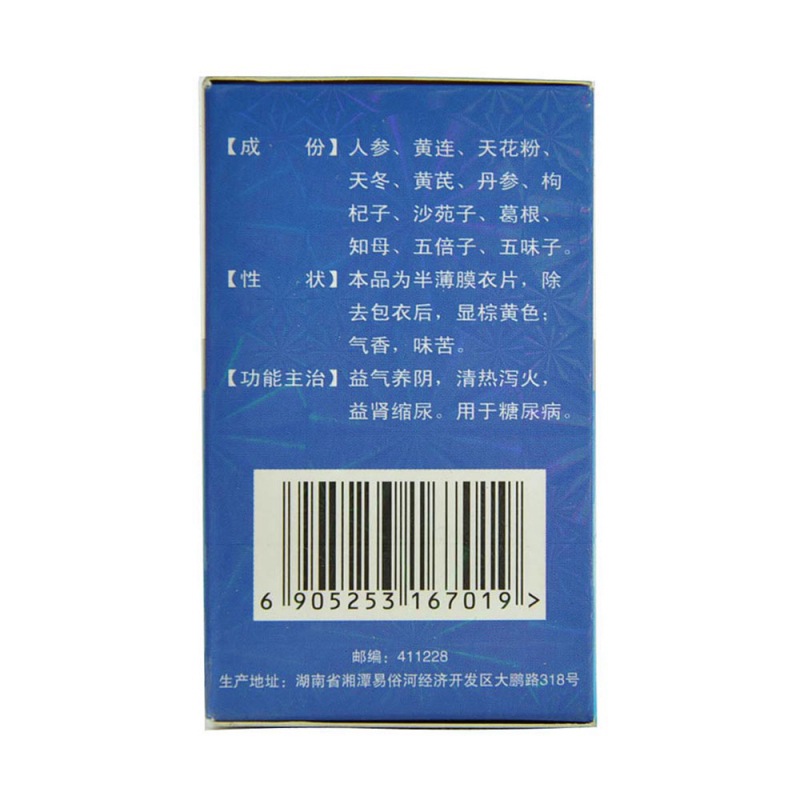 【成　份】人参、黄连、天花粉、
天冬、黄芪、丹参、枸
杞子、沙苑子、葛根、
知母、五倍子、五味子。
【性　状】本品为半薄膜衣片，除
去包衣后，显棕黄色；
气香，味苦。
【功能主治】益气养阴，清热泻火，
益肾缩尿。用于糖尿病。
6 905253 167019 >
邮编：411228
生产地址：湖南省湘潭易俗河经济开发区大鹏路318号